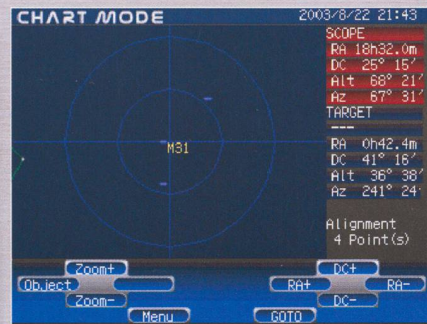 CHART MODE
2003/8/22 21:43
M31
SCOPE
RA 18h32.0m
DC 25° 15′
Alt 68° 21′
Az 67° 31′
TARGET
---
RA 0h42.4m
DC 41° 16′
Alt 36° 38′
Az 241° 24′
Alignment
4 Point(s)
Zoom+
Object
Zoom-
Menu
DC+
RA+
RA-
DC-
GOTO